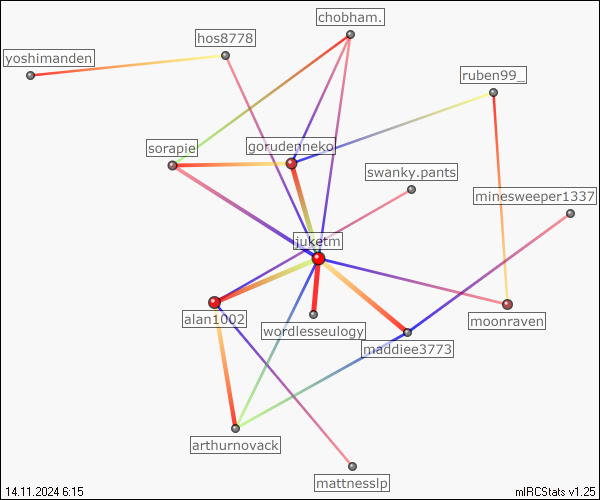 chobham.
hos8778
yoshimanden
ruben99_
sorapie
gorudenneko
swanky.pants
minesweeper1337
juketm
alan1002
wordlesseulogy
moonraven
maddiee3773
arthurnovack
mattnesslp
14.11.2024 6:15
mIRCStats v1.25